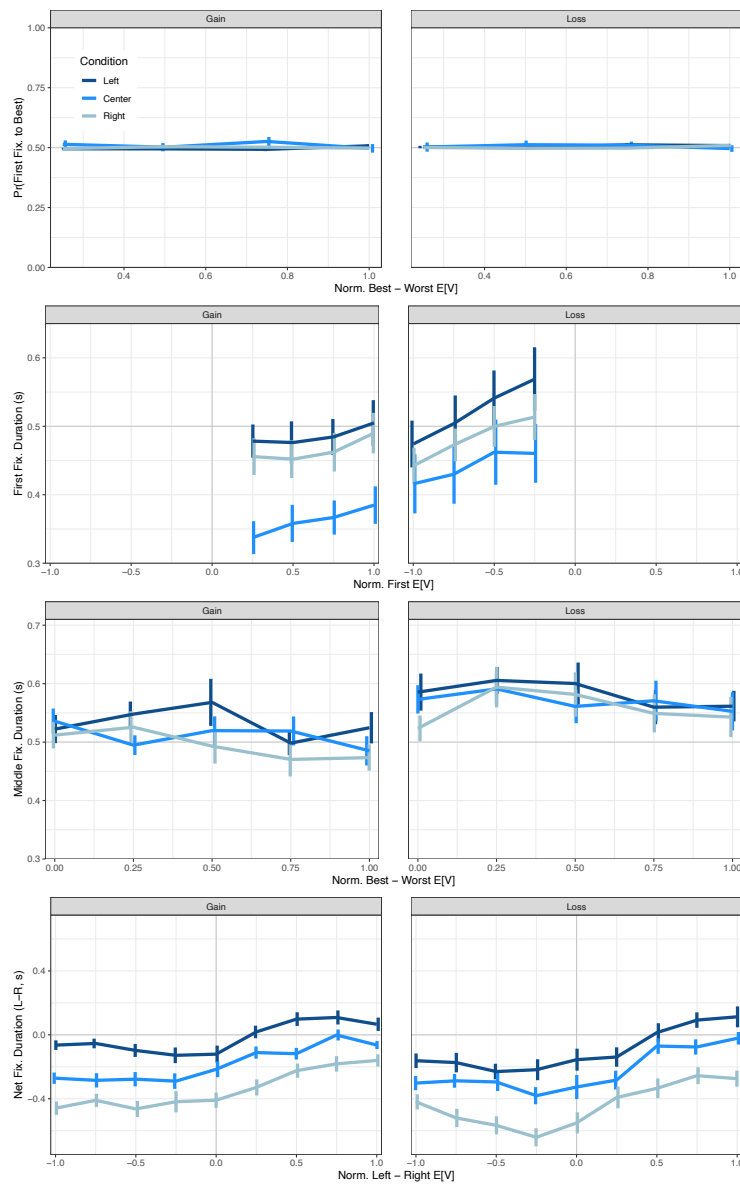 Gain Loss
1.00
0.75
0.50
0.25
0.00
Pr(First Fix. to Best)
Condition
Left
Center
Right
0.4 0.6 0.8 1.0 0.4 0.6 0.8 1.0
Norm. Best − Worst E[V]
Gain Loss
0.6
0.5
0.4
0.3
First Fix. Duration (s)
−1.0 −0.5 0.0 0.5 1.0 −1.0 −0.5 0.0 0.5 1.0
Norm. First E[V]
Gain Loss
0.7
0.6
0.5
0.4
0.3
Middle Fix. Duration (s)
0.00 0.25 0.50 0.75 1.00 0.00 0.25 0.50 0.75 1.00
Norm. Best − Worst E[V]
Gain Loss
0.4
0.0
−0.4
Net Fix. Duration (L−R, s)
−1.0 −0.5 0.0 0.5 1.0 −1.0 −0.5 0.0 0.5 1.0
Norm. Left − Right E[V]